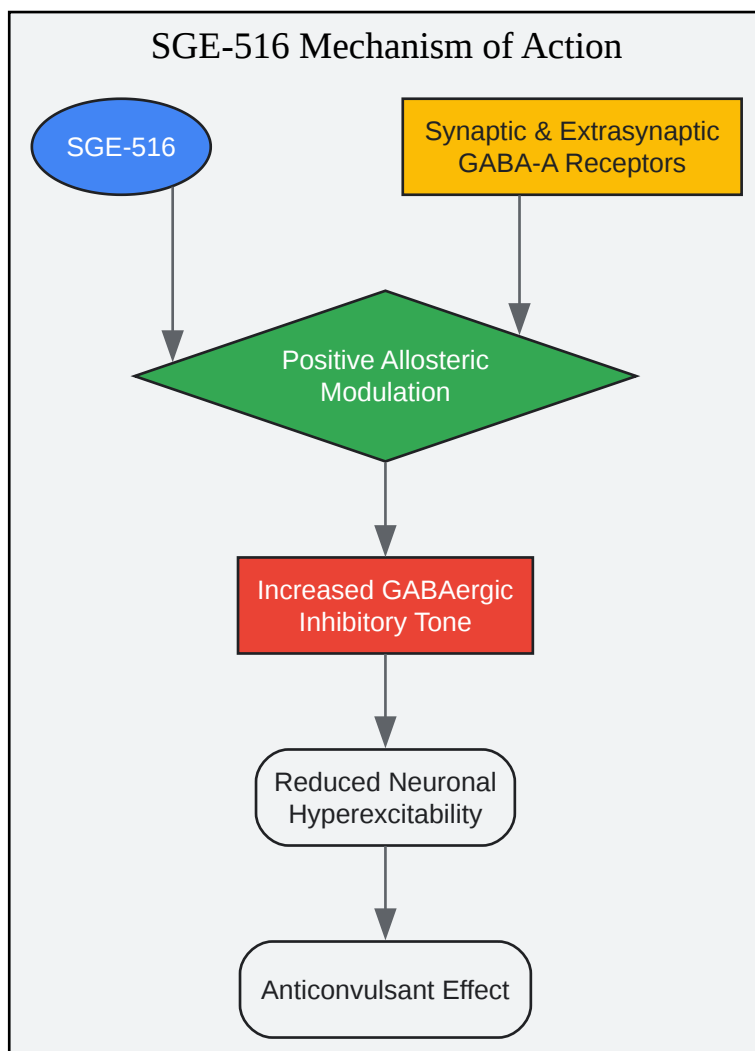 SGE-516 Mechanism of Action
SGE-516
Synaptic & Extrasynaptic
GABA-A Receptors
Positive Allosteric
Modulation
Increased GABAergic
Inhibitory Tone
Reduced Neuronal
Hyperexcitability
Anticonvulsant Effect